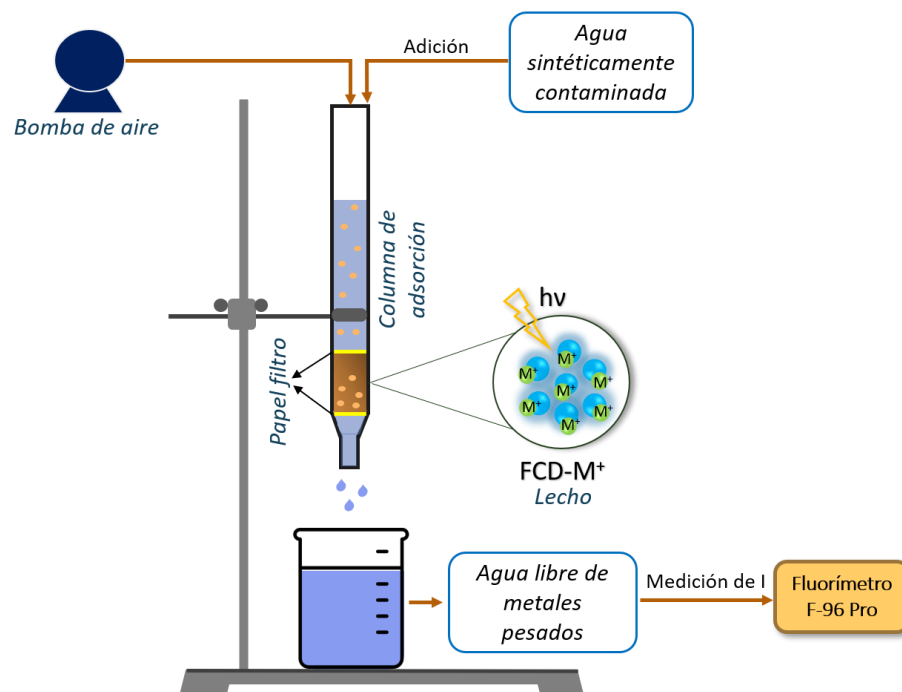 Bomba de aire
Adición
Agua
sintéticamente
contaminada
Columna de
adsorción
Papel filtro
hν
M⁺
M⁺
M⁺
M⁺
M⁺
M⁺
M⁺
FCD-M⁺
Lecho
Agua libre de
metales
pesados
Medición de I
Fluorímetro
F-96 Pro